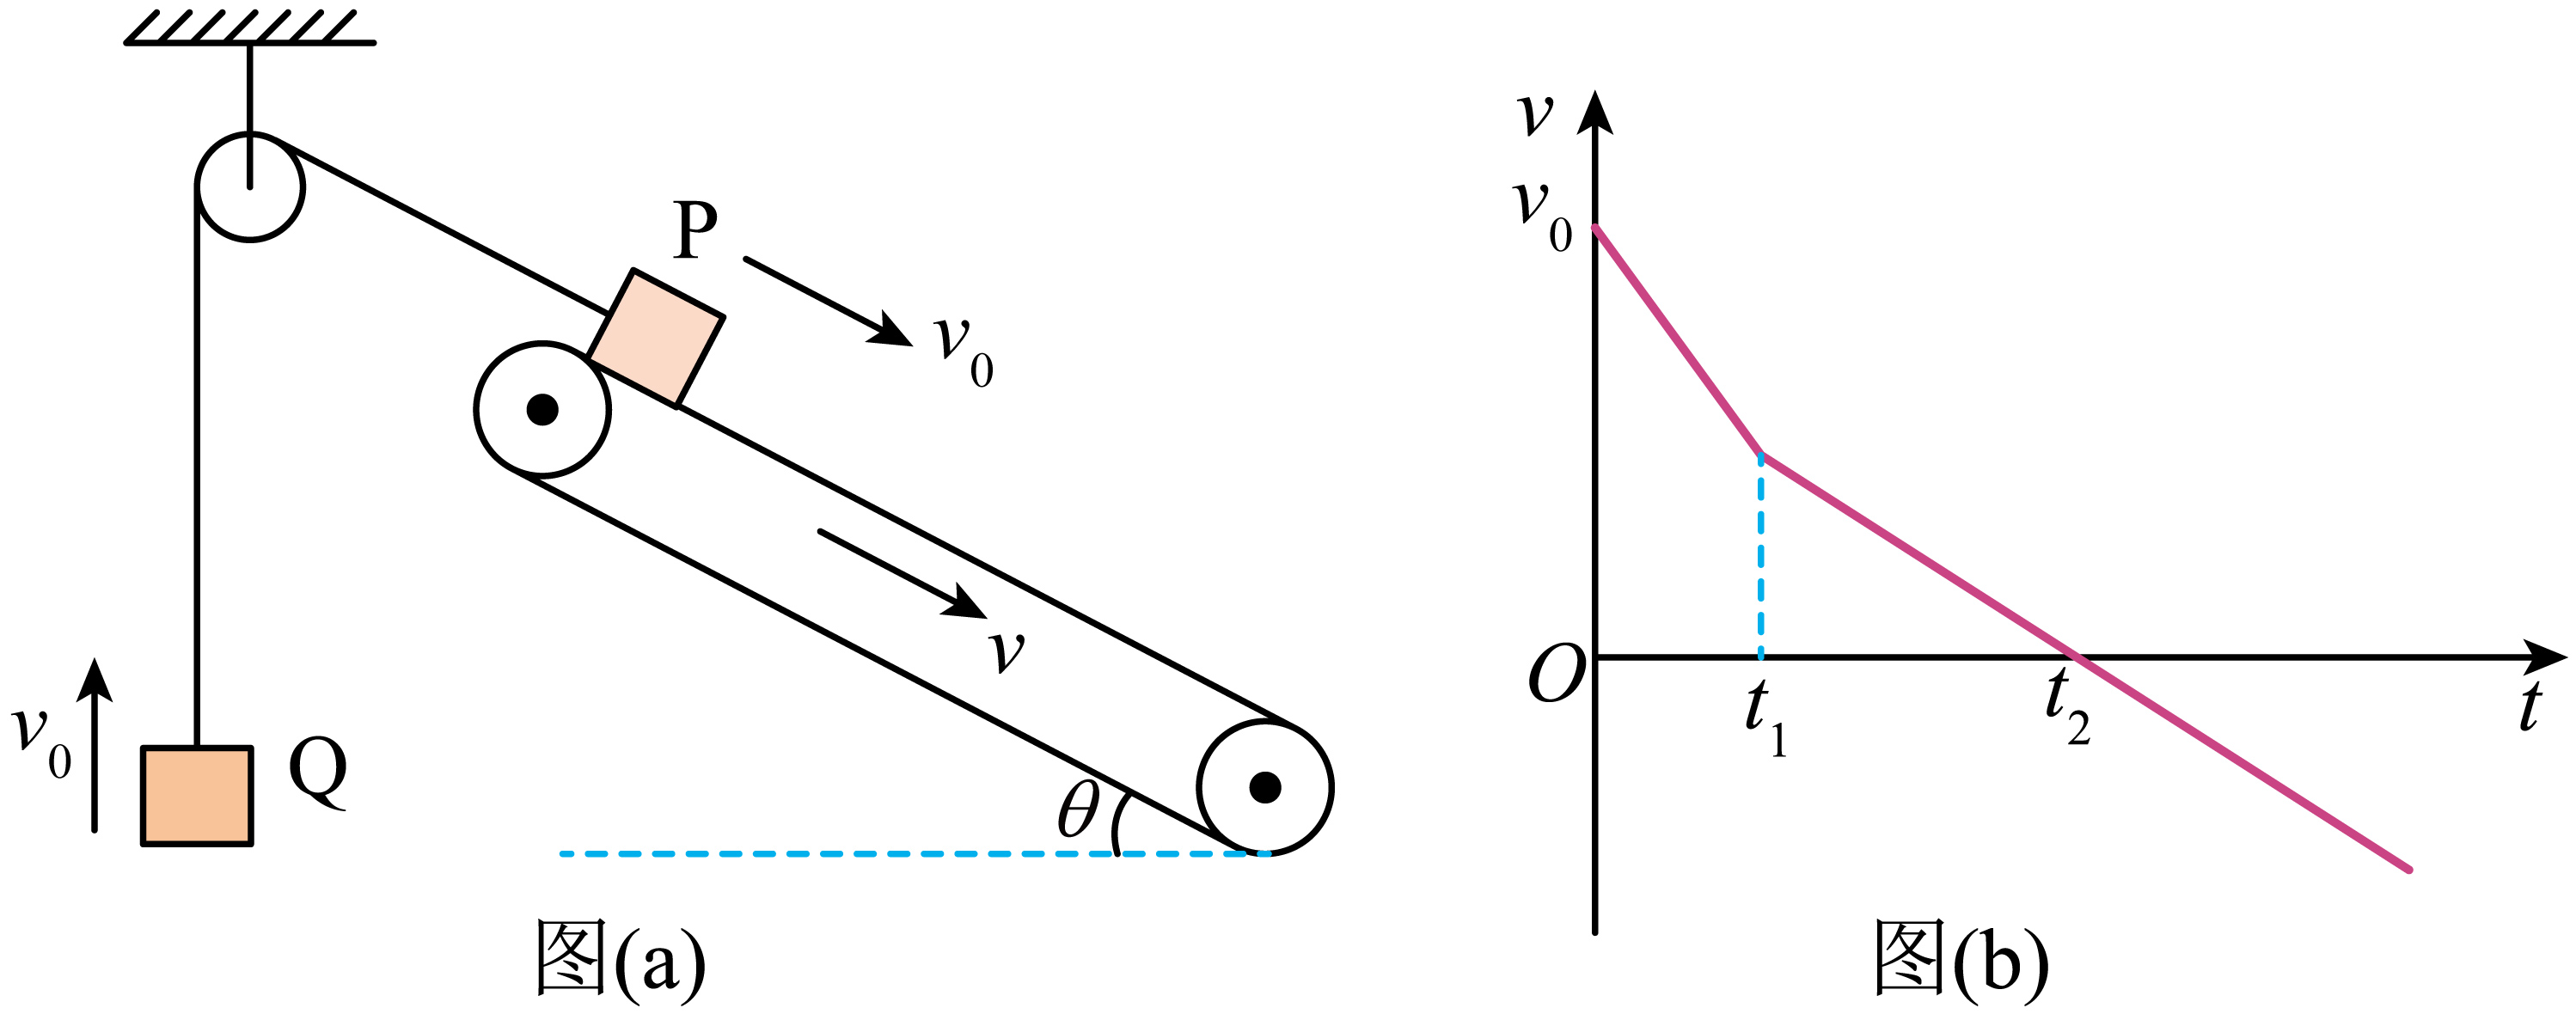 P
v₀
v
v₀
Q
θ
图(a)
v
v₀
O
t₁
t₂
t
图(b)